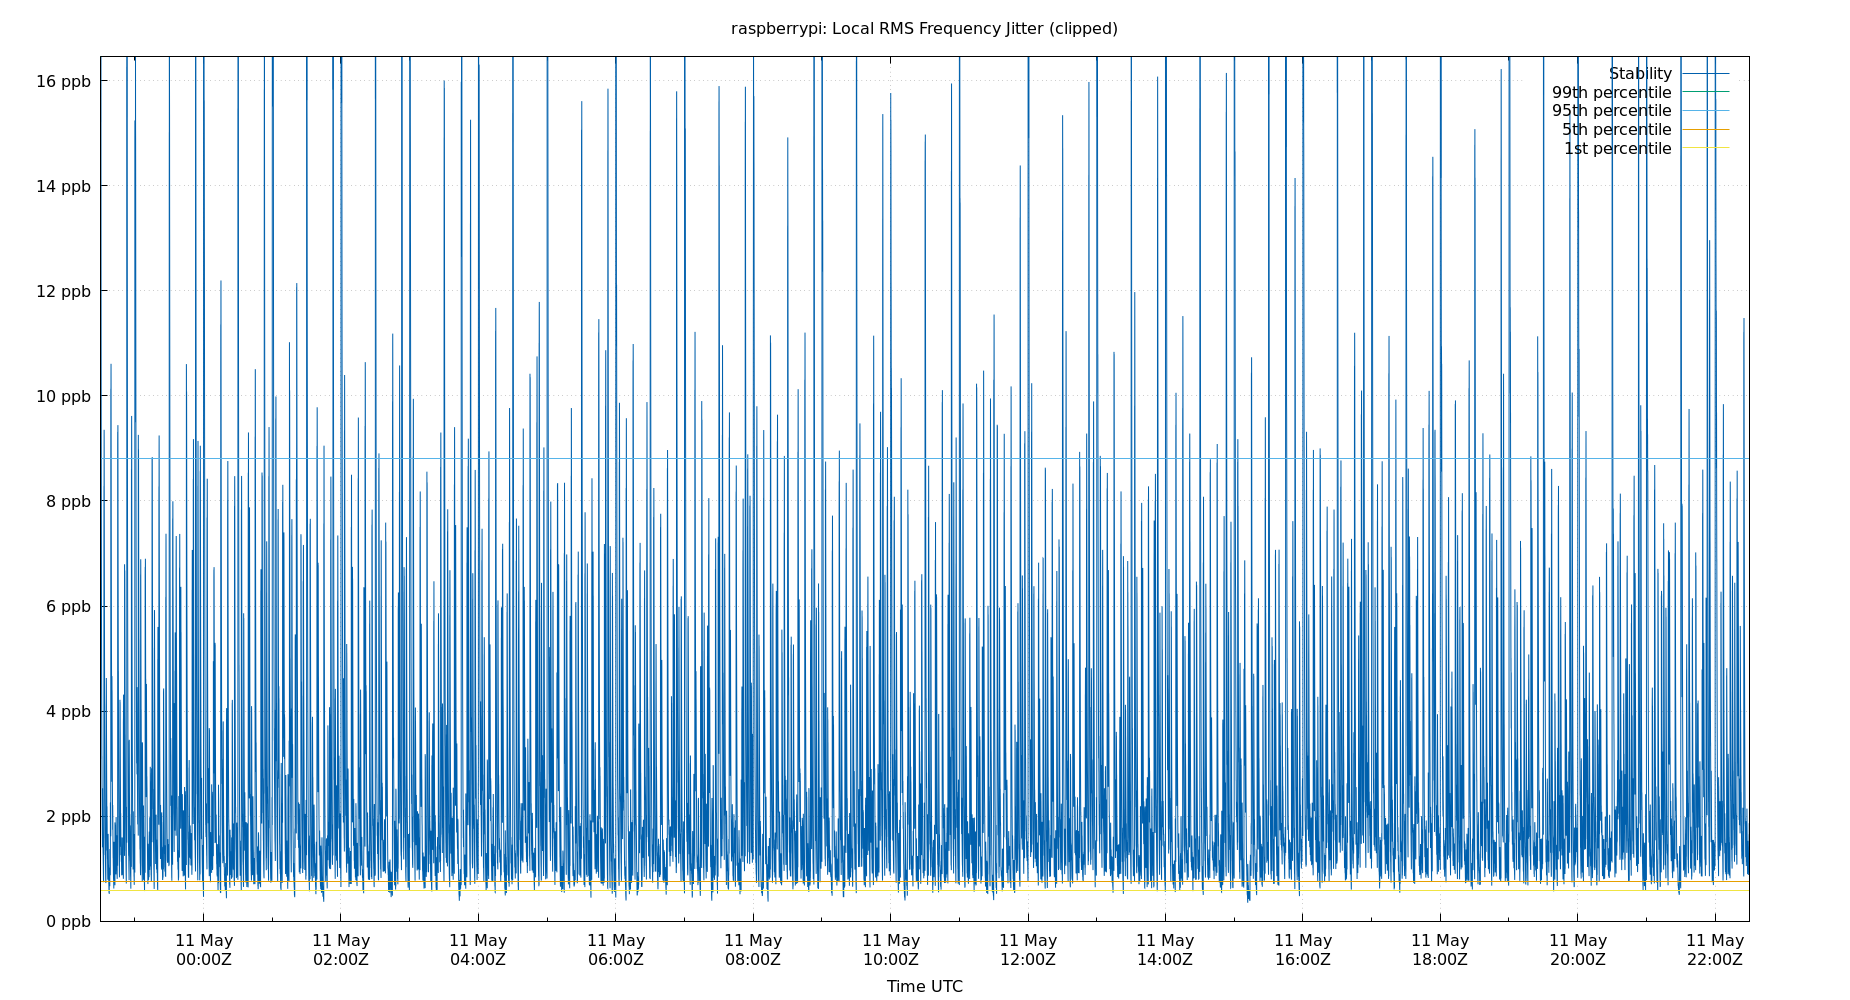 raspberrypi: Local RMS Frequency Jitter (clipped)
16 ppb
14 ppb
12 ppb
10 ppb
8 ppb
6 ppb
4 ppb
2 ppb
0 ppb
Stability
99th percentile
95th percentile
5th percentile
1st percentile
11 May 11 May 11 May 11 May 11 May 11 May 11 May 11 May 11 May 11 May 11 May 11 May
00:00Z 02:00Z 04:00Z 06:00Z 08:00Z 10:00Z 12:00Z 14:00Z 16:00Z 18:00Z 20:00Z 22:00Z
Time UTC